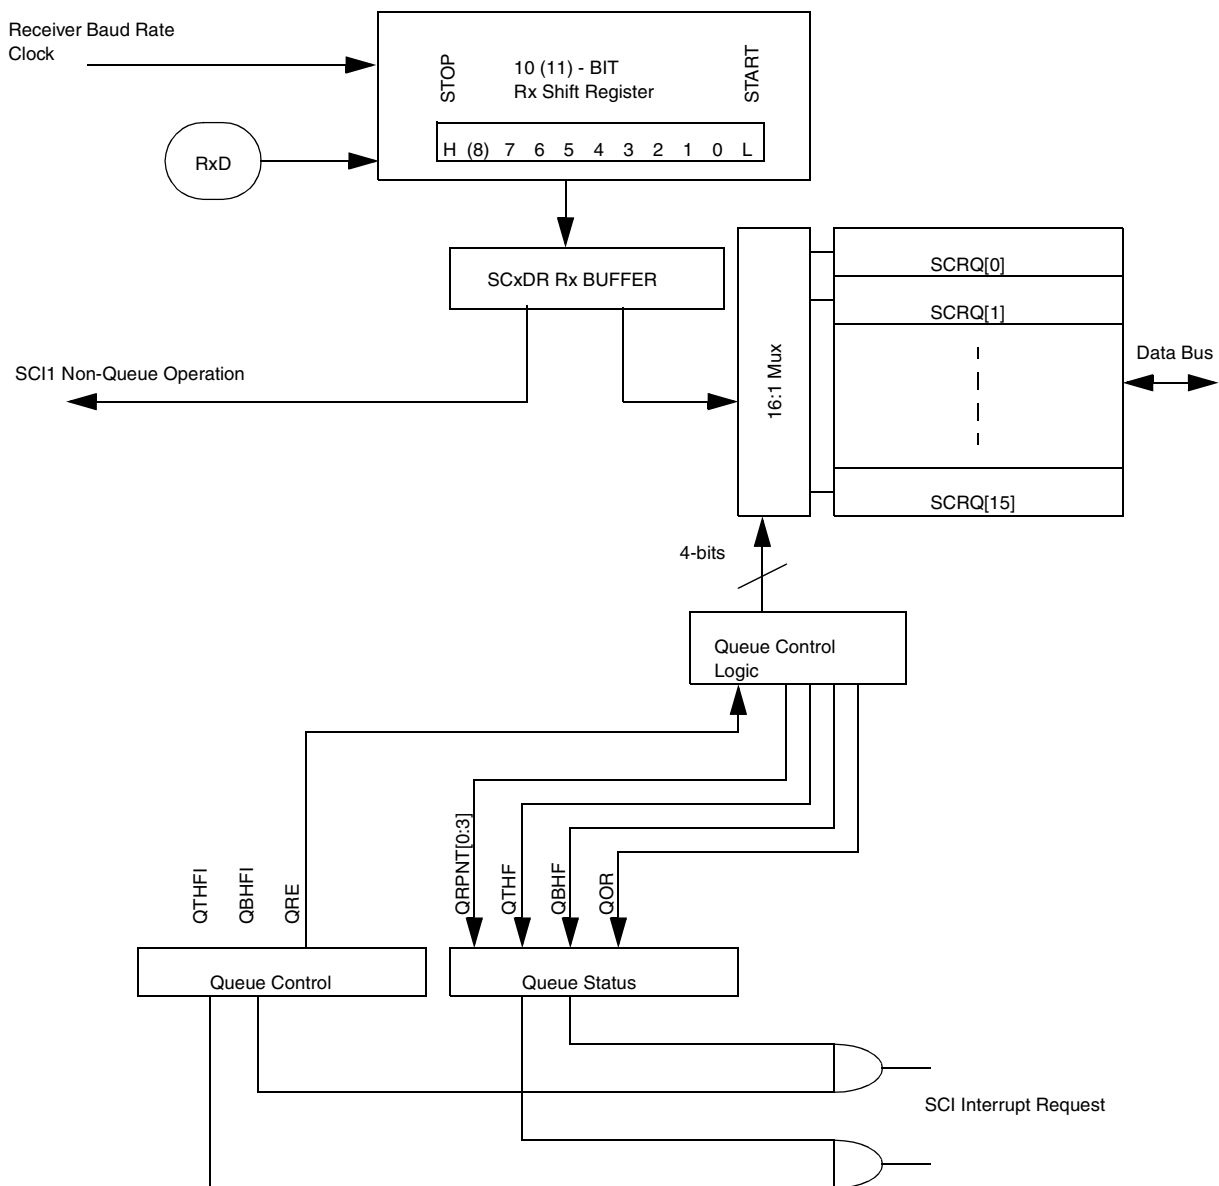 Receiver Baud Rate
Clock
STOP
10 (11) - BIT
Rx Shift Register
START
H (8) 7 6 5 4 3 2 1 0 L
RxD
SCxDR Rx BUFFER
SCRQ[0]
SCRQ[1]
16:1 Mux
Data Bus
SCI1 Non-Queue Operation
SCRQ[15]
4-bits
Queue Control
Logic
QTHFI
QBHFI
QRE
QRPNT[0:3]
QTHF
QBHF
QOR
Queue Control
Queue Status
SCI Interrupt Request